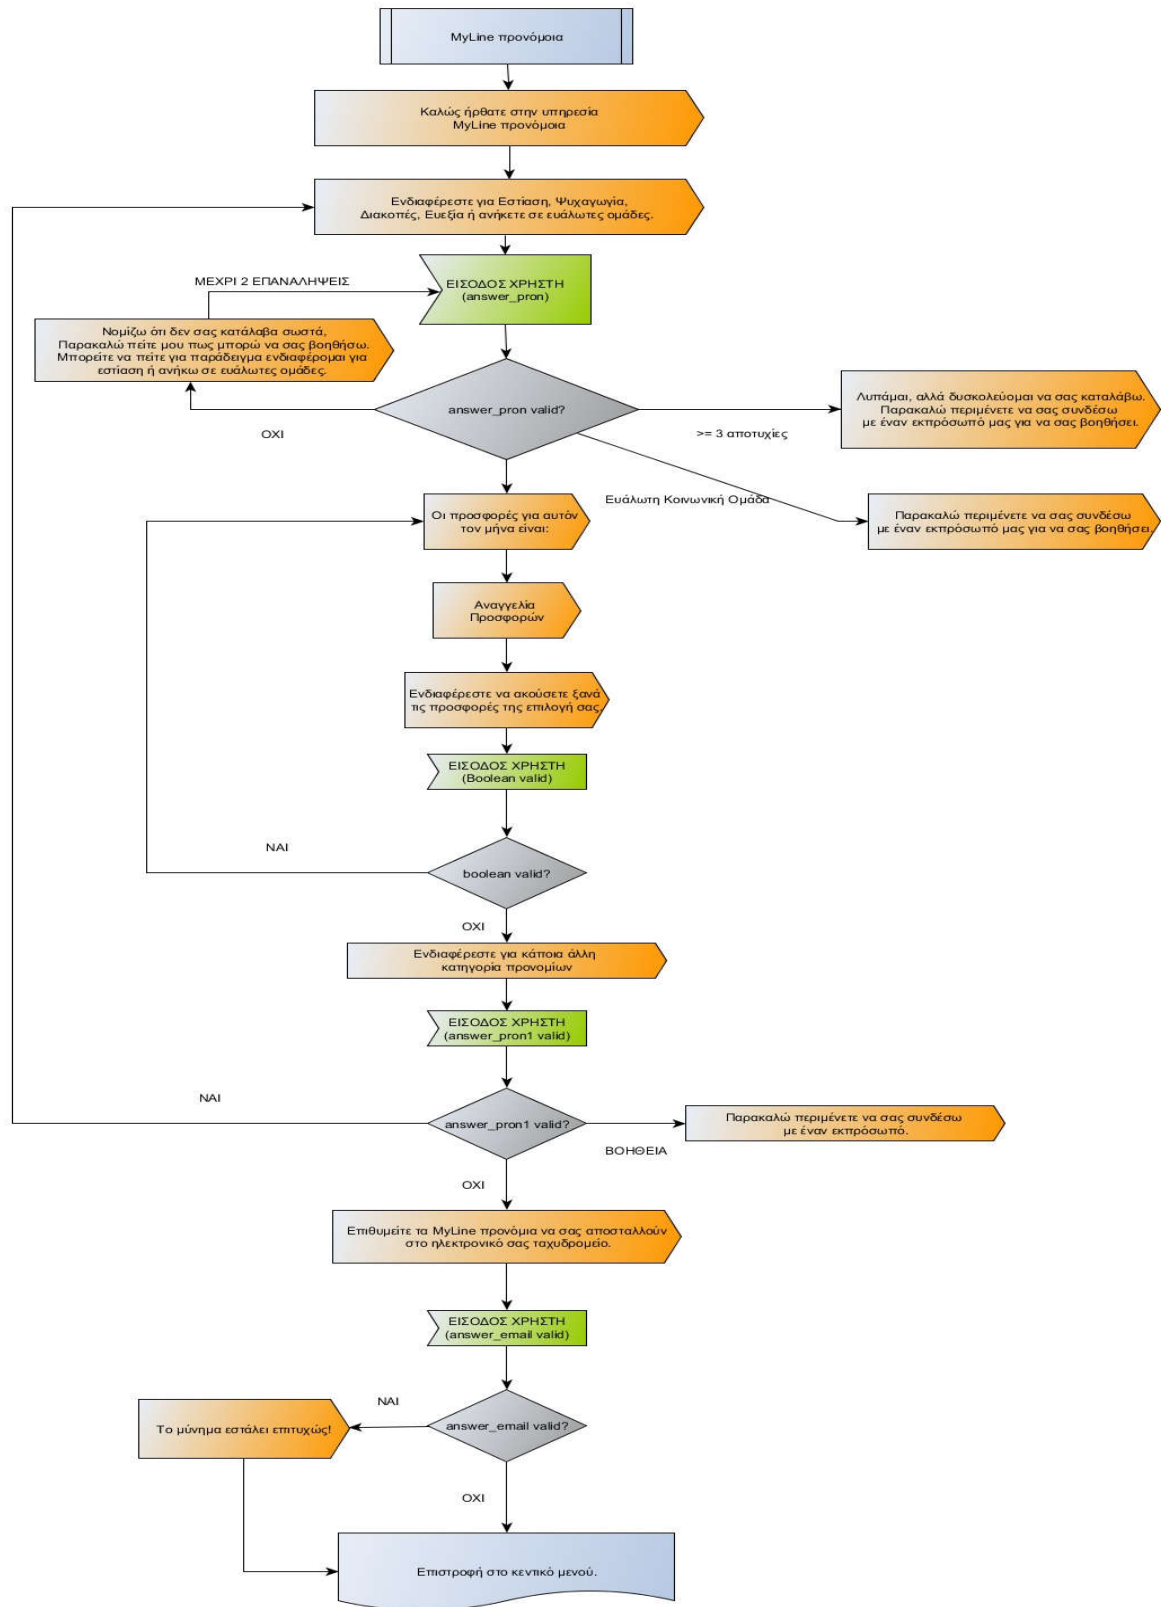 MyLine προνόμοια
Καλώς ήρθατε στην υπηρεσία
MyLine προνόμοια
Ενδιαφέρεστε για Εστίαση, Ψυχαγωγία,
Διακοπές, Ευεξία ή ανήκετε σε ευάλωτες ομάδες.
ΜΕΧΡΙ 2 ΕΠΑΝΑΛΗΨΕΙΣ
ΕΙΣΟΔΟΣ ΧΡΗΣΤΗ
(answer_pron)
Νομίζω ότι δεν σας κατάλαβα σωστά,
Παρακαλώ πείτε μου πως μπορώ να σας βοηθήσω.
Μπορείτε να πείτε για παράδειγμα ενδιαφέρομαι για
εστίαση ή ανήκω σε ευάλωτες ομάδες.
answer_pron valid?
ΟΧΙ
>= 3 αποτυχίες
Λυπάμαι, αλλά δυσκολεύομαι να σας καταλάβω.
Παρακαλώ περιμένετε να σας συνδέσω
με έναν εκπρόσωπό μας για να σας βοηθήσει.
Ευάλωτη Κοινωνική Ομάδα
Παρακαλώ περιμένετε να σας συνδέσω
με έναν εκπρόσωπό μας για να σας βοηθήσει.
Οι προσφορές για αυτόν
τον μήνα είναι:
Αναγγελία
Προσφορών
Ενδιαφέρεστε να ακούσετε ξανά
τις προσφορές της επιλογή σας.
ΕΙΣΟΔΟΣ ΧΡΗΣΤΗ
(Boolean valid)
ΝΑΙ
boolean valid?
ΟΧΙ
Ενδιαφέρεστε για κάποια άλλη
κατηγορία προνομίων
ΕΙΣΟΔΟΣ ΧΡΗΣΤΗ
(answer_pron1 valid)
ΝΑΙ
answer_pron1 valid?
ΒΟΗΘΕΙΑ
Παρακαλώ περιμένετε να σας συνδέσω
με έναν εκπρόσωπό.
ΟΧΙ
Επιθυμείτε τα MyLine προνόμια να σας αποσταλλούν
στο ηλεκτρονικό σας ταχυδρομείο.
ΕΙΣΟΔΟΣ ΧΡΗΣΤΗ
(answer_email valid)
ΝΑΙ
answer_email valid?
Το μύνημα εστάλει επιτυχώς!
ΟΧΙ
Επιστροφή στο κεντικό μενού.